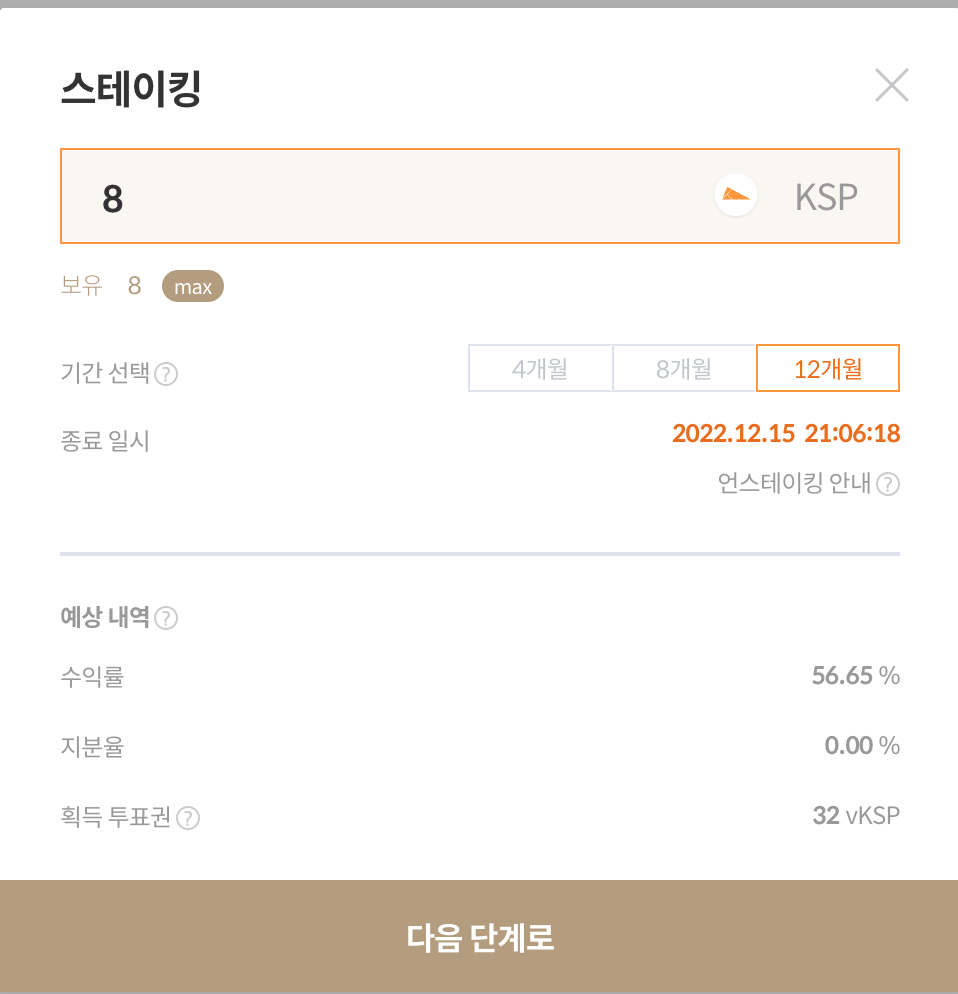 스테이킹
8 KSP
보유 8 max
기간 선택 ? 4개월 8개월 12개월
종료 일시 2022.12.15 21:06:18
언스테이킹 안내 ?
예상 내역 ?
수익률 56.65 %
지분율 0.00 %
획득 투표권 ? 32 vKSP
다음 단계로